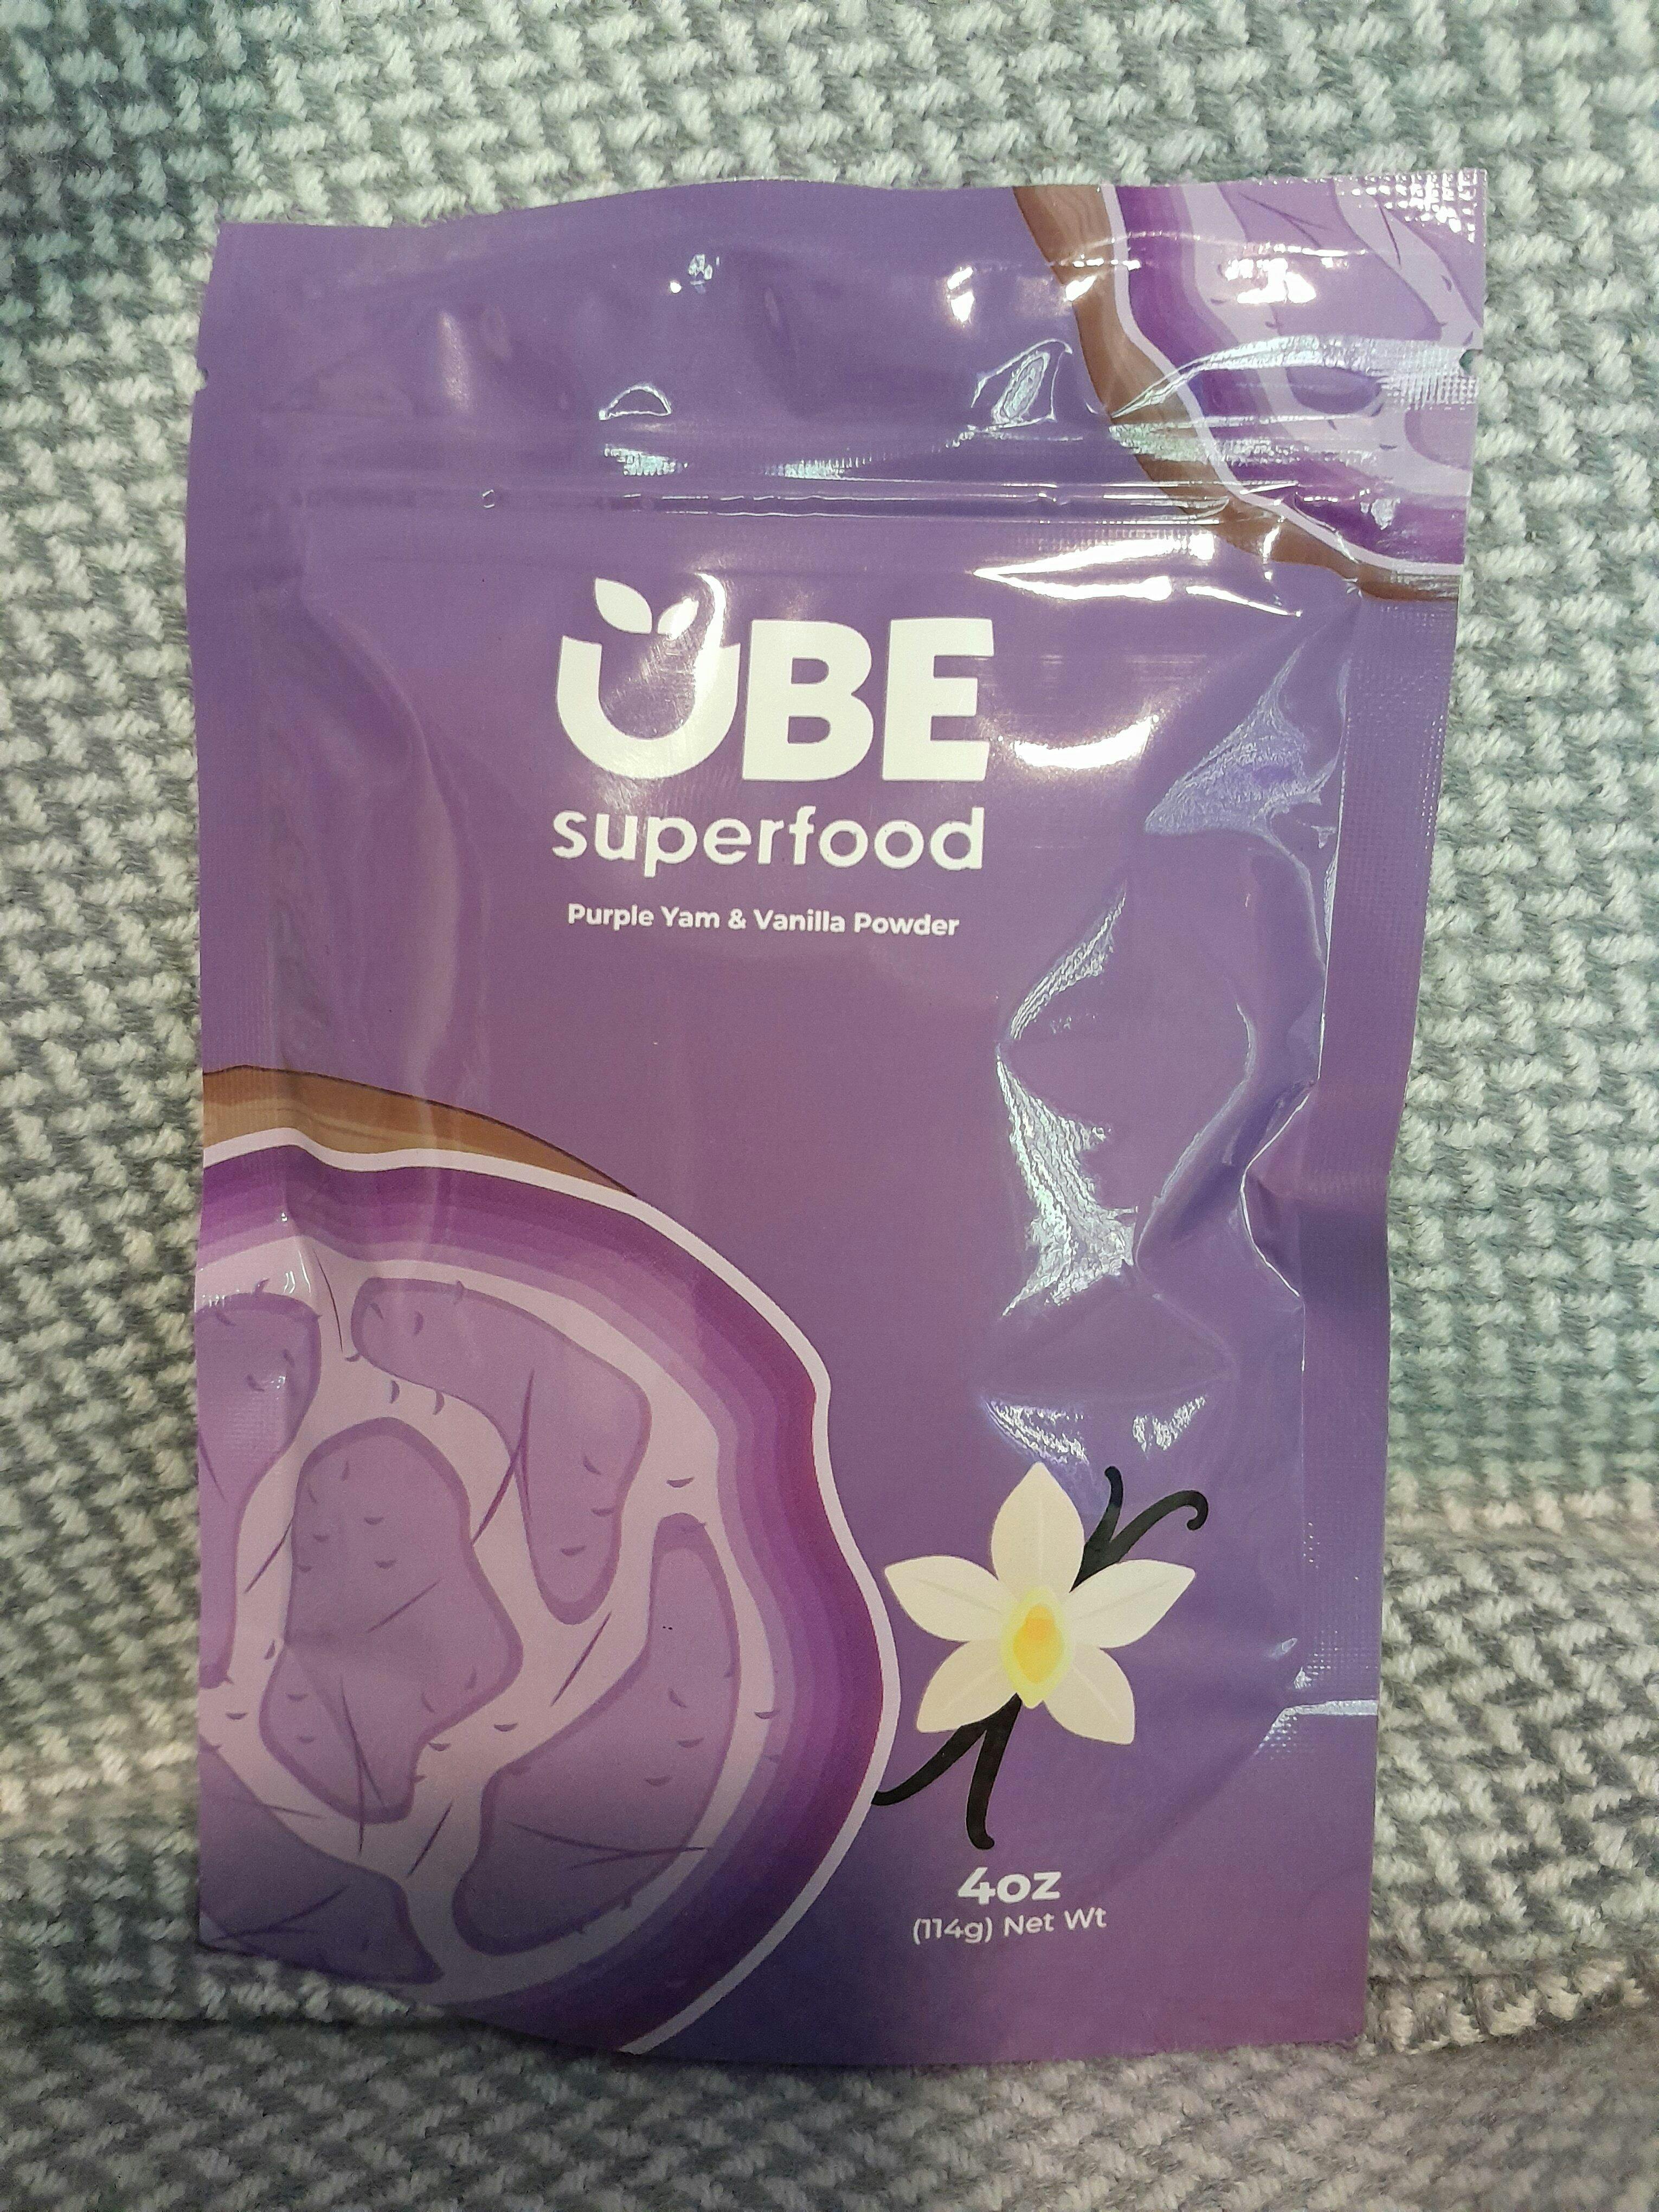 UBE
superfood
Purple Yam & Vanilla Powder
4oz
(114g) Net Wt